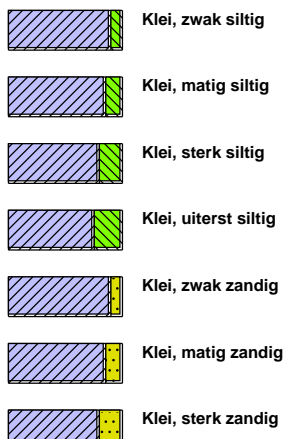 Klei, zwak siltig
Klei, matig siltig
Klei, sterk siltig
Klei, uiterst siltig
Klei, zwak zandig
Klei, matig zandig
Klei, sterk zandig